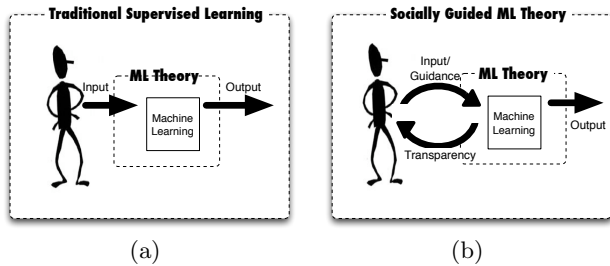 Traditional Supervised Learning
ML Theory
Input
Output
Machine
Learning
(a)
Socially Guided ML Theory
Input/
Guidance
ML Theory
Machine
Learning
Output
Transparency
(b)